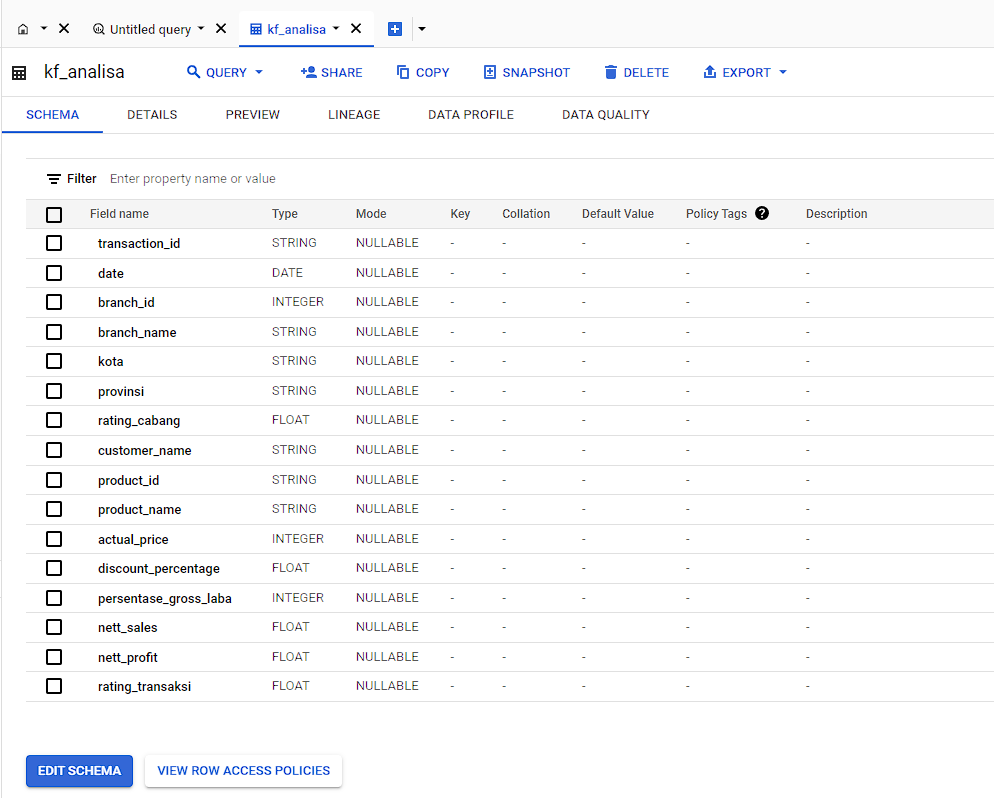 Untitled query kf_analisa
kf_analisa QUERY SHARE COPY SNAPSHOT DELETE EXPORT
SCHEMA DETAILS PREVIEW LINEAGE DATA PROFILE DATA QUALITY
Filter Enter property name or value
Field name Type Mode Key Collation Default Value Policy Tags ? Description
transaction_id STRING NULLABLE - - - - -
date DATE NULLABLE - - - - -
branch_id INTEGER NULLABLE - - - - -
branch_name STRING NULLABLE - - - - -
kota STRING NULLABLE - - - - -
provinsi STRING NULLABLE - - - - -
rating_cabang FLOAT NULLABLE - - - - -
customer_name STRING NULLABLE - - - - -
product_id STRING NULLABLE - - - - -
product_name STRING NULLABLE - - - - -
actual_price INTEGER NULLABLE - - - - -
discount_percentage FLOAT NULLABLE - - - - -
persentase_gross_laba INTEGER NULLABLE - - - - -
nett_sales FLOAT NULLABLE - - - - -
nett_profit FLOAT NULLABLE - - - - -
rating_transaksi FLOAT NULLABLE - - - - -
EDIT SCHEMA VIEW ROW ACCESS POLICIES